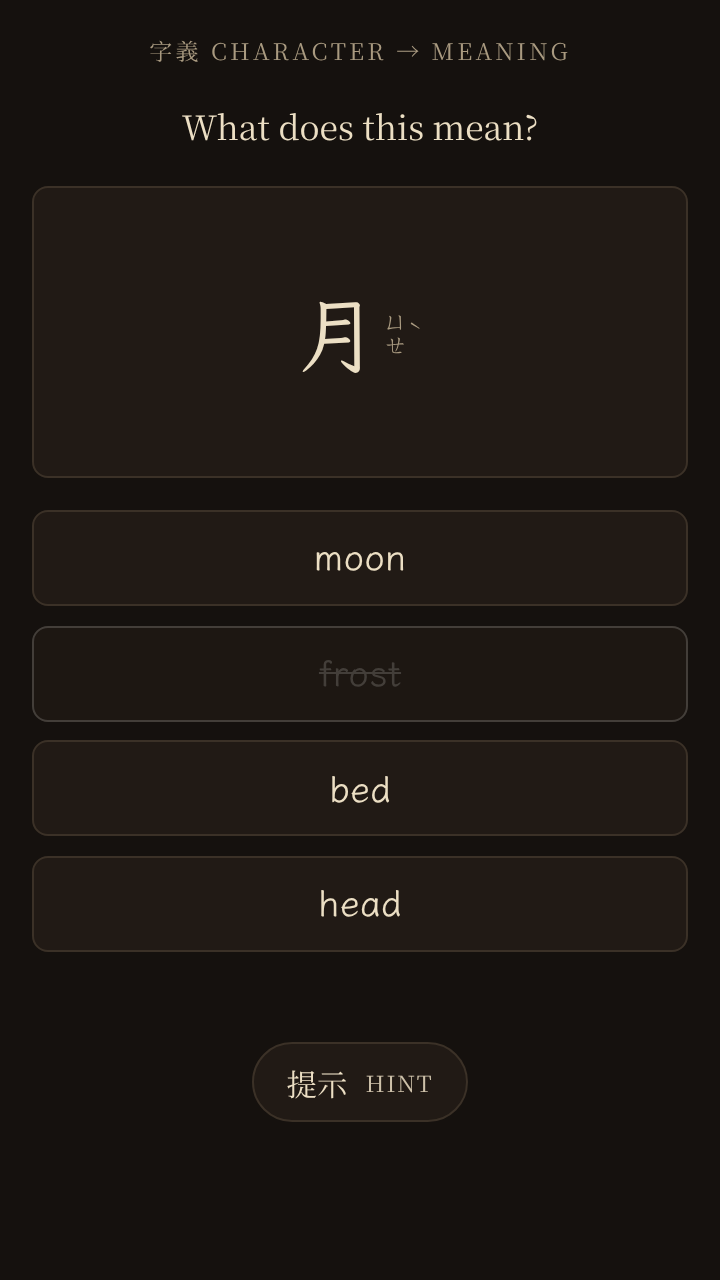 字義 CHARACTER → MEANING
What does this mean?
月 ㄩㄝˋ
moon
frost
bed
head
提示 HINT